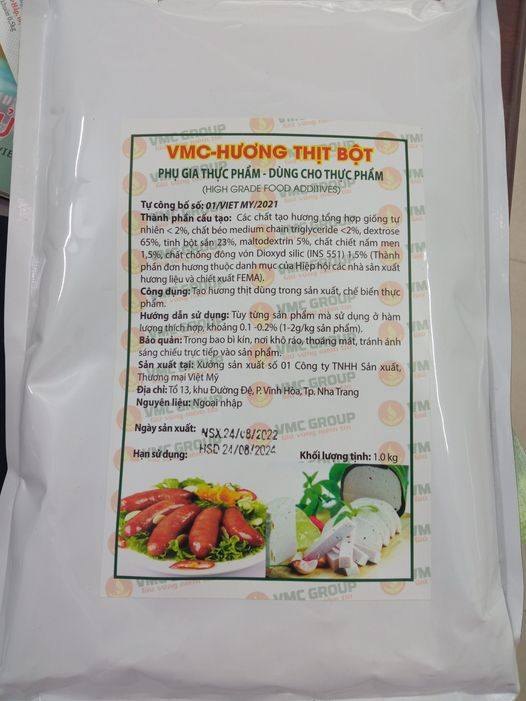 VMC GROUP
VMC-HƯƠNG THỊT BỘT
PHỤ GIA THỰC PHẨM - DÙNG CHO THỰC PHẨM
(HIGH GRADE FOOD ADDITIVES)
Tự công bố số: 01/VIET MY/2021
Thành phần cấu tạo: Các chất tạo hương tổng hợp giống tự
nhiên < 2%, chất béo medium chain triglyceride <2%, dextrose
65%, tinh bột sắn 23%, maltodextrin 5%, chất chiết nấm men
1,5%, chất chống đông vón Dioxyd silic (INS 551) 1,5% (Thành
phần đơn hương thuộc danh mục của Hiệp hội các nhà sản xuất
hương liệu và chiết xuất FEMA).
Công dụng: Tạo hương thịt dùng trong sản xuất, chế biến thực
phẩm.
Hướng dẫn sử dụng: Tùy từng sản phẩm mà sử dụng ở hàm
lượng thích hợp, khoảng 0.1 -0.2% (1-2g/kg sản phẩm).
Bảo quản: Trong bao bì kín, nơi khô ráo, thoáng mát, tránh ánh
sáng chiếu trực tiếp vào sản phẩm.
Sản xuất tại: Xưởng sản xuất số 01 Công ty TNHH Sản xuất,
Thương mại Việt Mỹ
Địa chỉ: Tổ 13, khu Đường Đệ, P. Vĩnh Hòa, Tp. Nha Trang
Nguyên liệu: Ngoại nhập
VMC GROUP
Ngày sản xuất: NSX 24/08/2022
Hạn sử dụng: HSD 24/08/2024
Khối lượng tịnh: 1.0 kg
VMC GROUP